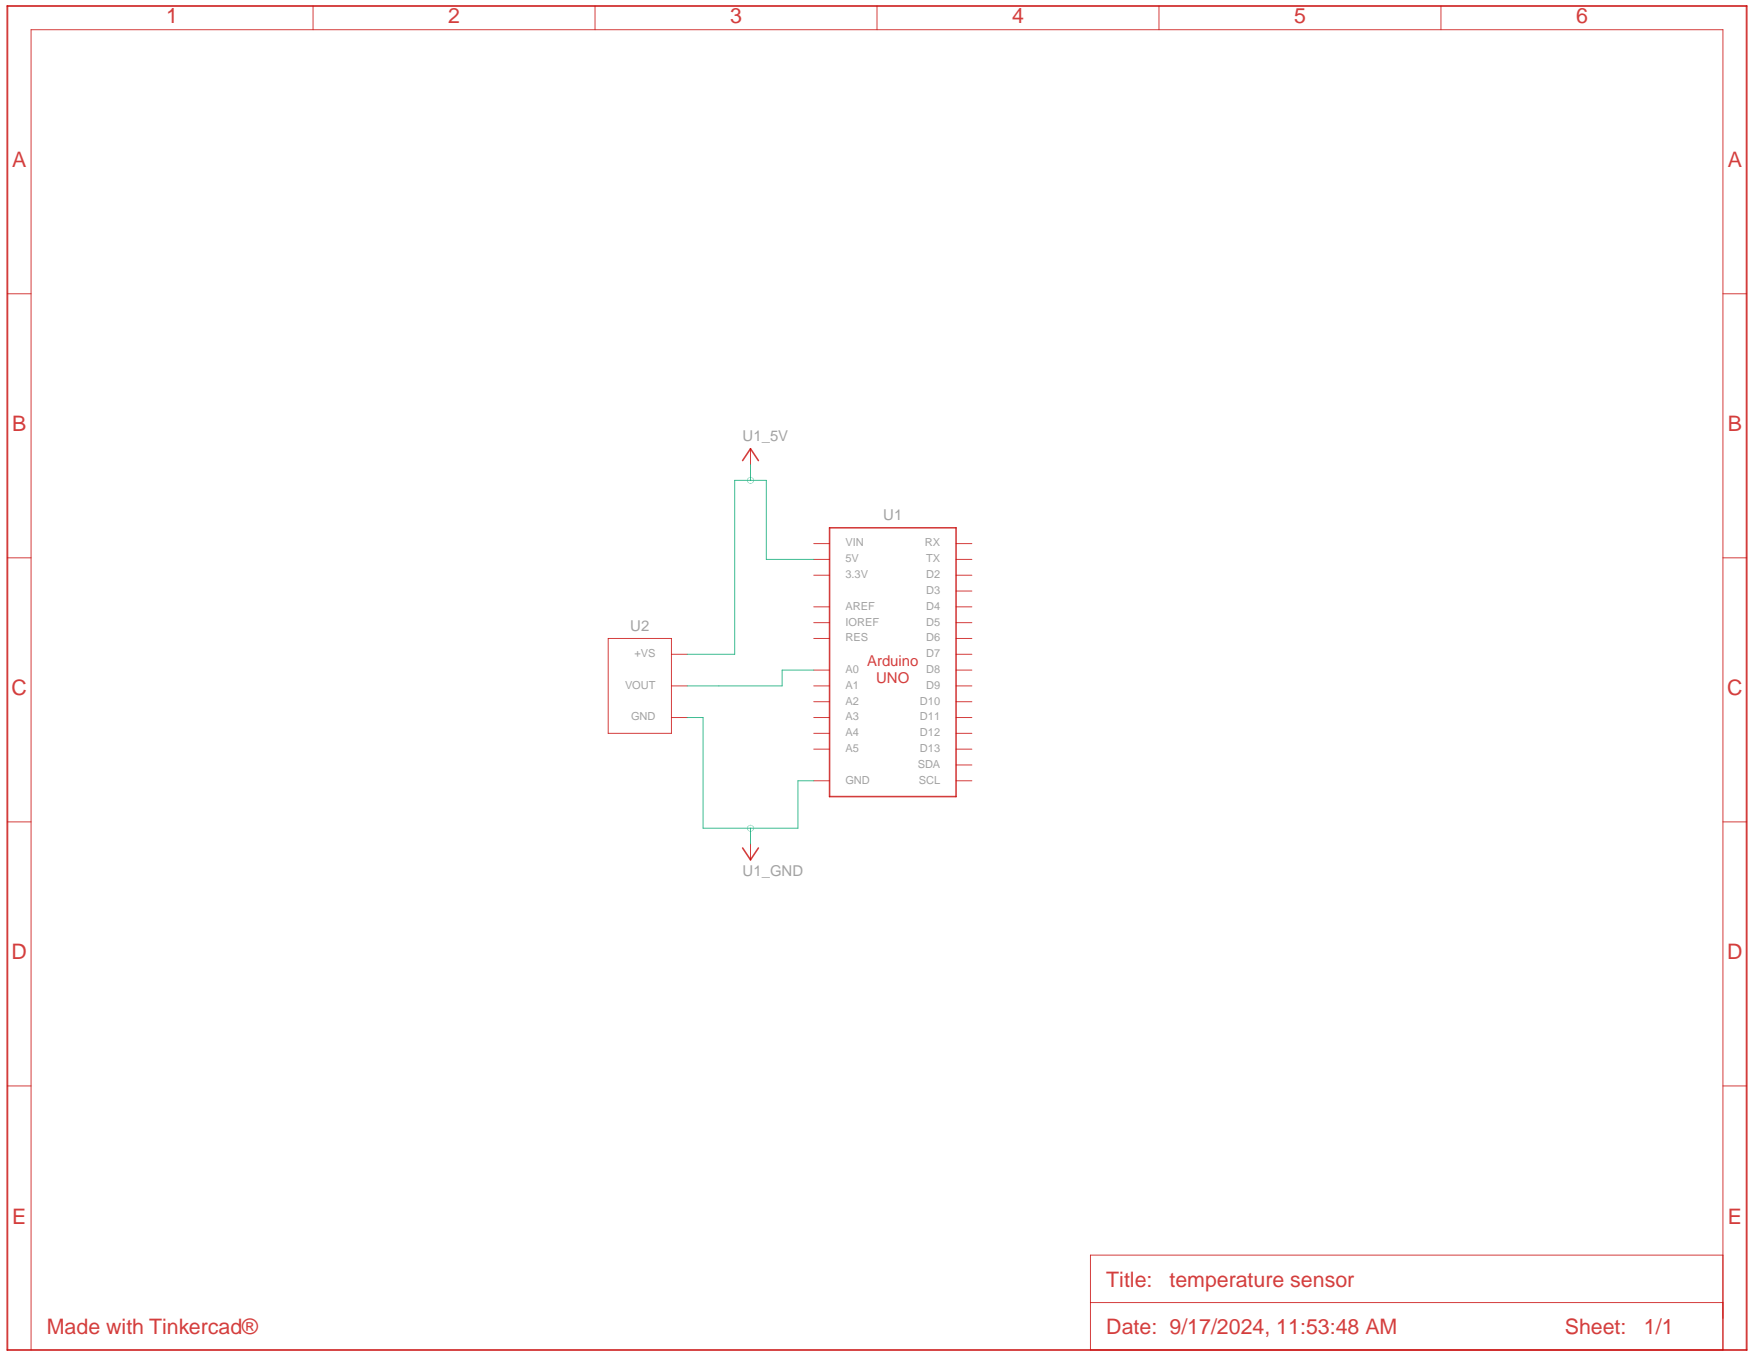 1 2 3 4 5 6
A A
B B
U1_5V
U1
VIN RX
5V TX
3.3V D2
D3
AREF D4
IOREF D5
U2
RES D6
+VS D7
Arduino
A0 D8
UNO
C C
VOUT A1 D9
A2 D10
GND A3 D11
A4 D12
A5 D13
SDA
GND SCL
U1_GND
D D
E E
Title: temperature sensor
Made with Tinkercad®
Date: 9/17/2024, 11:53:48 AM Sheet: 1/1